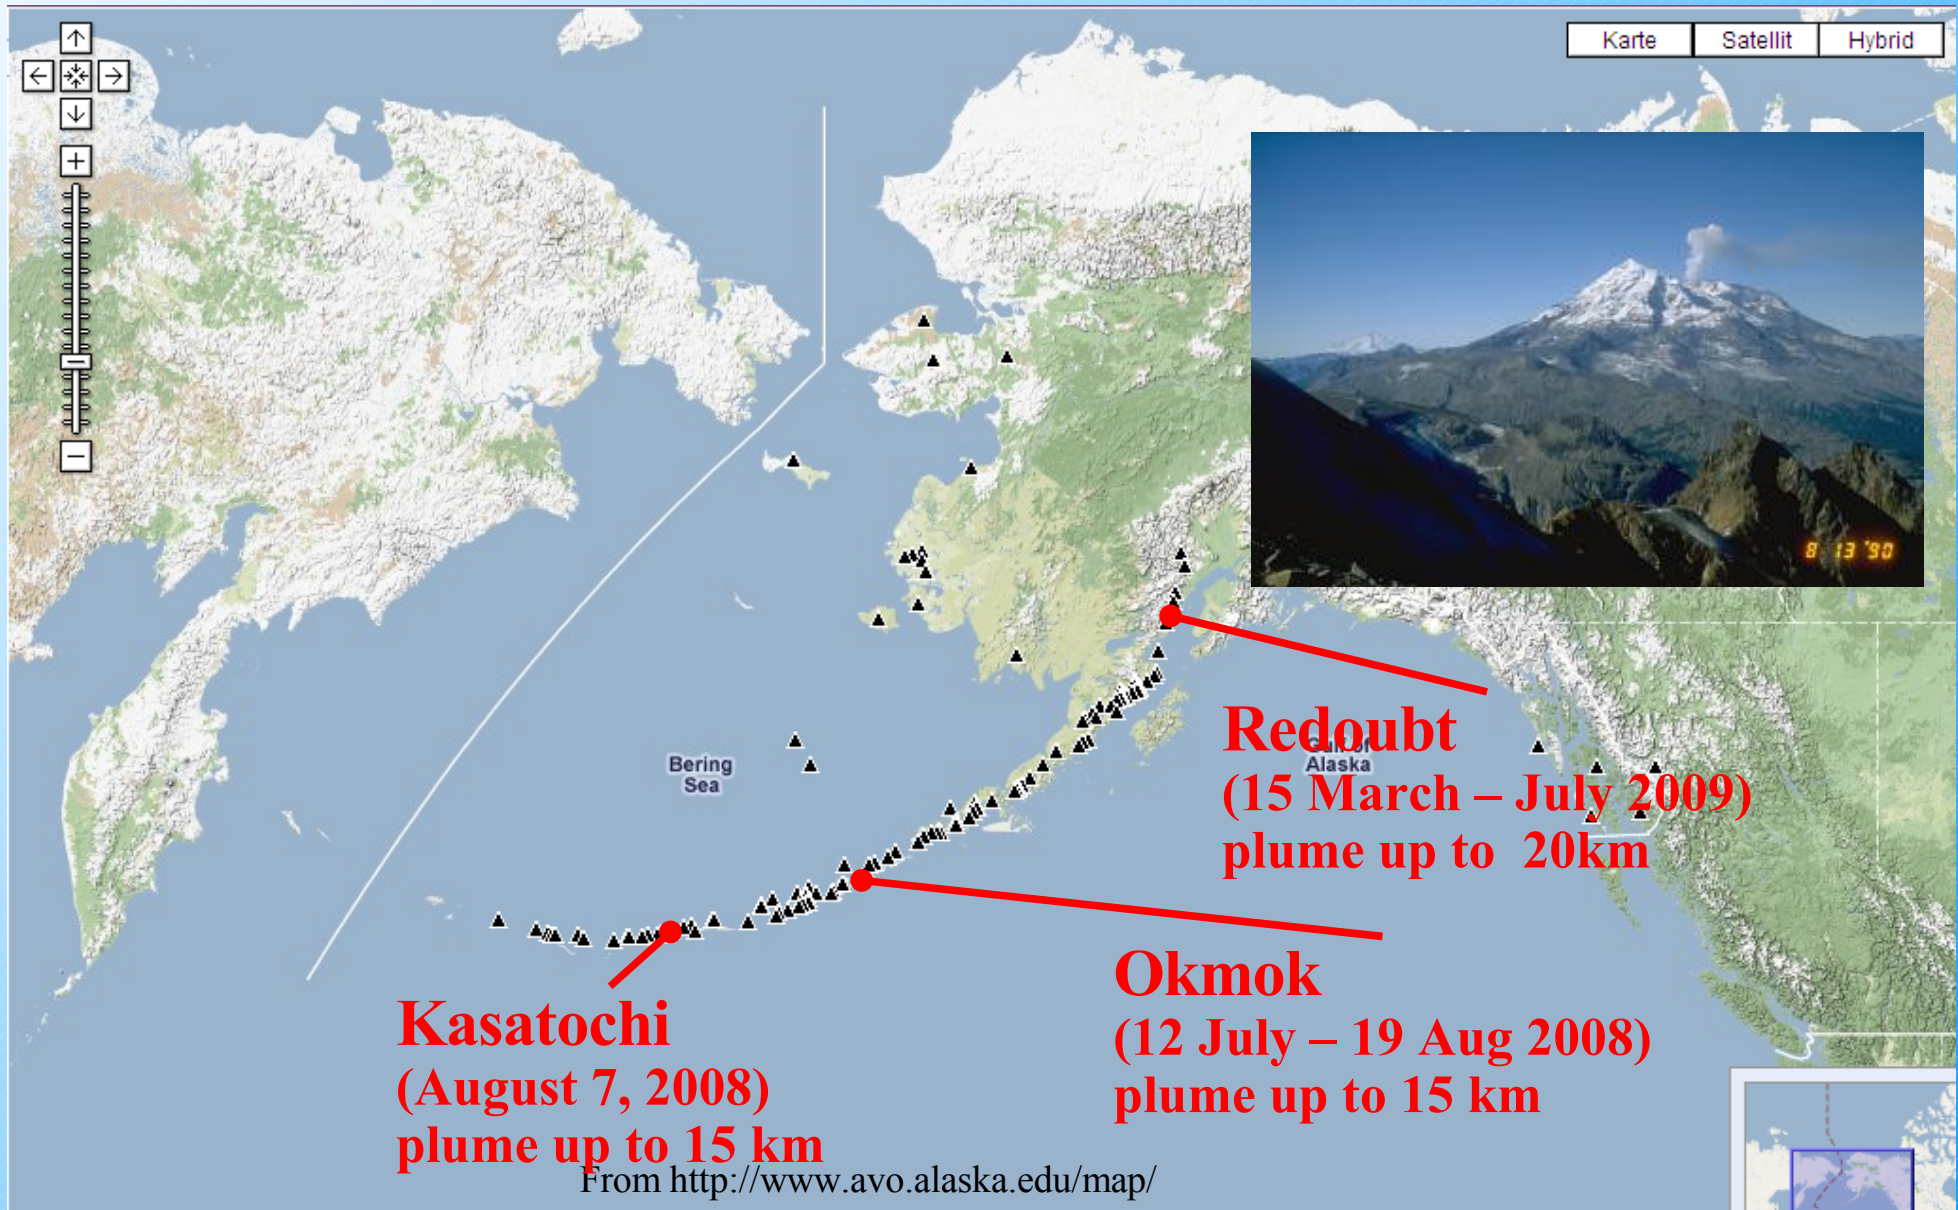 Karte Satellit Hybrid
8 13 '90
Bering
Sea
Gulf of
Alaska
Redoubt
(15 March – July 2009)
plume up to 20km
Okmok
(12 July – 19 Aug 2008)
plume up to 15 km
Kasatochi
(August 7, 2008)
plume up to 15 km
From http://www.avo.alaska.edu/map/